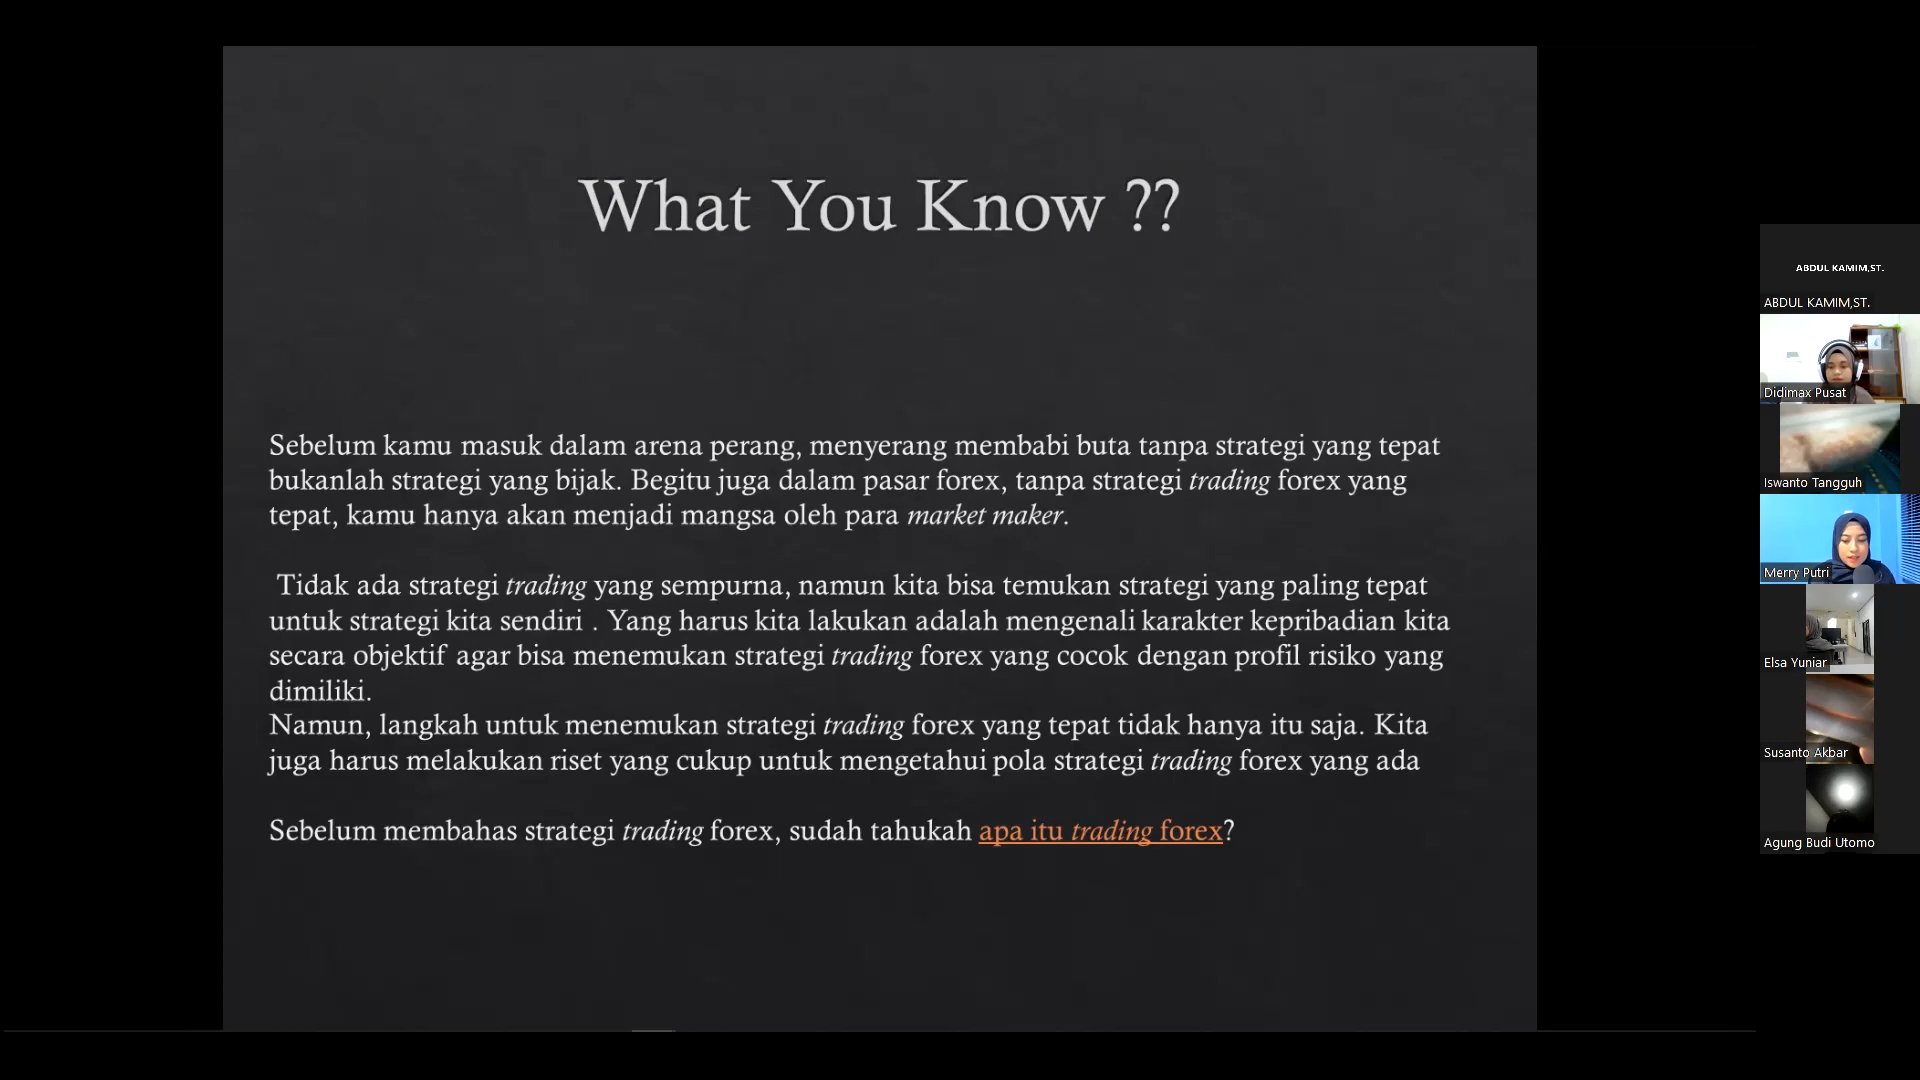 What You Know ??
Sebelum kamu masuk dalam arena perang, menyerang membabi buta tanpa strategi yang tepat
bukanlah strategi yang bijak. Begitu juga dalam pasar forex, tanpa strategi trading forex yang
tepat, kamu hanya akan menjadi mangsa oleh para market maker.
Tidak ada strategi trading yang sempurna, namun kita bisa temukan strategi yang paling tepat
untuk strategi kita sendiri . Yang harus kita lakukan adalah mengenali karakter kepribadian kita
secara objektif agar bisa menemukan strategi trading forex yang cocok dengan profil risiko yang
dimiliki.
Namun, langkah untuk menemukan strategi trading forex yang tepat tidak hanya itu saja. Kita
juga harus melakukan riset yang cukup untuk mengetahui pola strategi trading forex yang ada
Sebelum membahas strategi trading forex, sudah tahukah apa itu trading forex?
ABDUL KAMIM,ST.
ABDUL KAMIM,ST.
Didimax Pusat
Iswanto Tangguh
Merry Putri
Elsa Yuniar
Susanto Akbar
Agung Budi Utomo